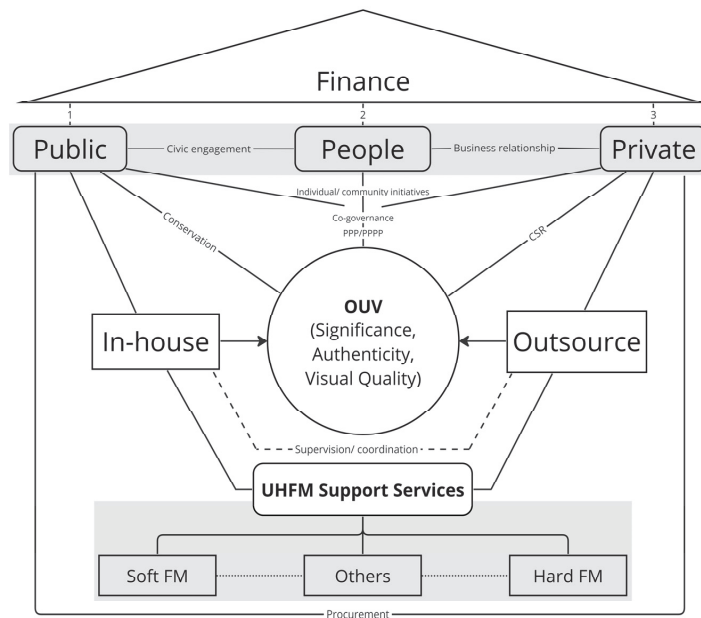 Finance
1
2
3
Public
Civic engagement
People
Business relationship
Private
Individual/ community initiatives
Co-governance
PPP/PPPP
Conservation
CSR
OUV
(Significance,
Authenticity,
Visual Quality)
In-house
Outsource
Supervision/ coordination
UHFM Support Services
Soft FM
Others
Hard FM
Procurement